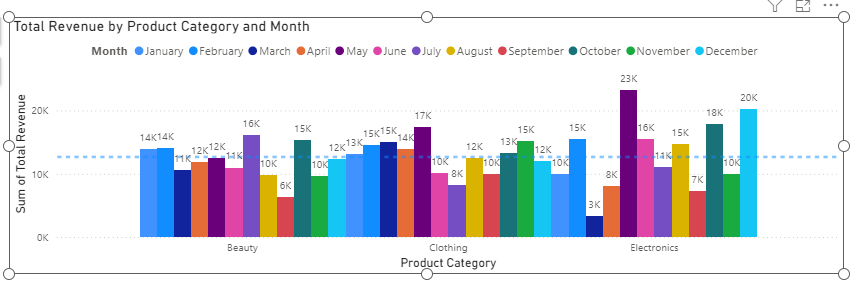 Total Revenue by Product Category and Month
Month January February March April May June July August September October November December
Sum of Total Revenue
20K
10K
0K
14K 14K 11K 12K 12K 11K 16K 10K 6K 15K 10K 12K
13K 15K 15K 14K 17K 10K 8K 12K 10K 13K 15K 12K
10K 15K 3K 8K 23K 16K 11K 15K 7K 18K 10K 20K
Beauty Clothing Electronics
Product Category